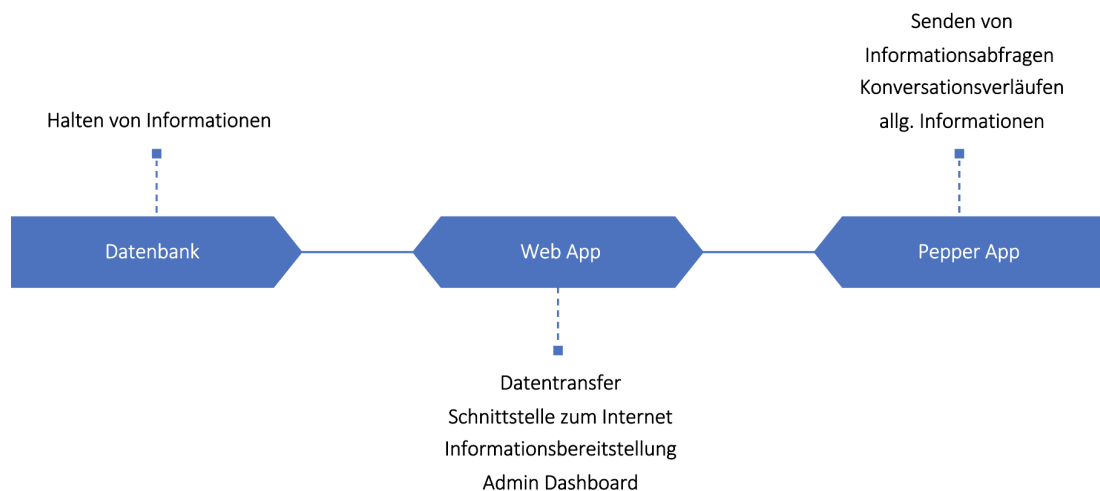 Senden von
Informationsabfragen
Konversationsverläufen
allg. Informationen
Halten von Informationen
Datenbank
Web App
Pepper App
Datentransfer
Schnittstelle zum Internet
Informationsbereitstellung
Admin Dashboard